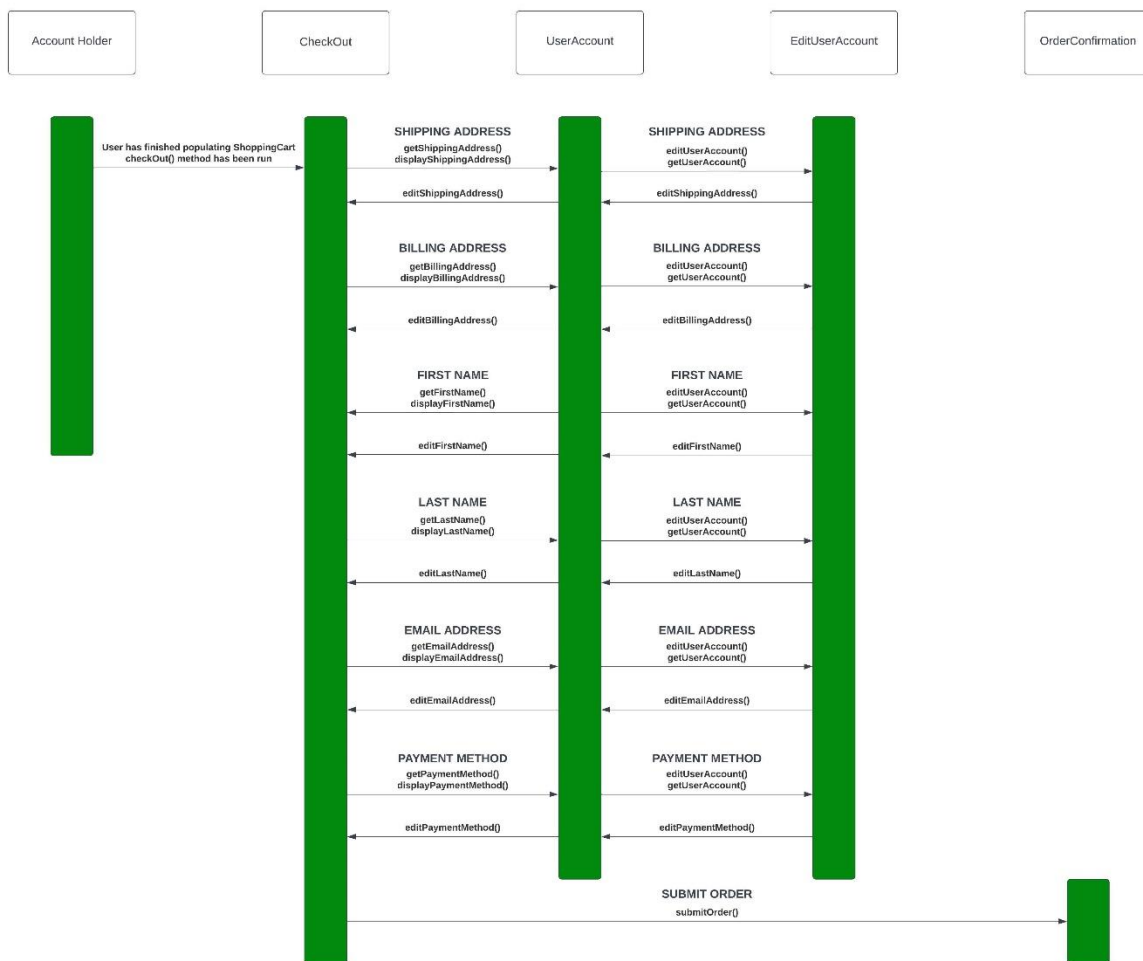 Account Holder
CheckOut
UserAccount
EditUserAccount
OrderConfirmation
User has finished populating ShoppingCart
checkOut() method has been run
SHIPPING ADDRESS
getShippingAddress()
displayShippingAddress()
SHIPPING ADDRESS
editUserAccount()
getUserAccount()
editShippingAddress()
editShippingAddress()
BILLING ADDRESS
getBillingAddress()
displayBillingAddress()
BILLING ADDRESS
editUserAccount()
getUserAccount()
editBillingAddress()
editBillingAddress()
FIRST NAME
getFirstName()
displayFirstName()
FIRST NAME
editUserAccount()
getUserAccount()
editFirstName()
editFirstName()
LAST NAME
getLastName()
displayLastName()
LAST NAME
editUserAccount()
getUserAccount()
editLastName()
editLastName()
EMAIL ADDRESS
getEmailAddress()
displayEmailAddress()
EMAIL ADDRESS
editUserAccount()
getUserAccount()
editEmailAddress()
editEmailAddress()
PAYMENT METHOD
getPaymentMethod()
displayPaymentMethod()
PAYMENT METHOD
editUserAccount()
getUserAccount()
editPaymentMethod()
editPaymentMethod()
SUBMIT ORDER
submitOrder()